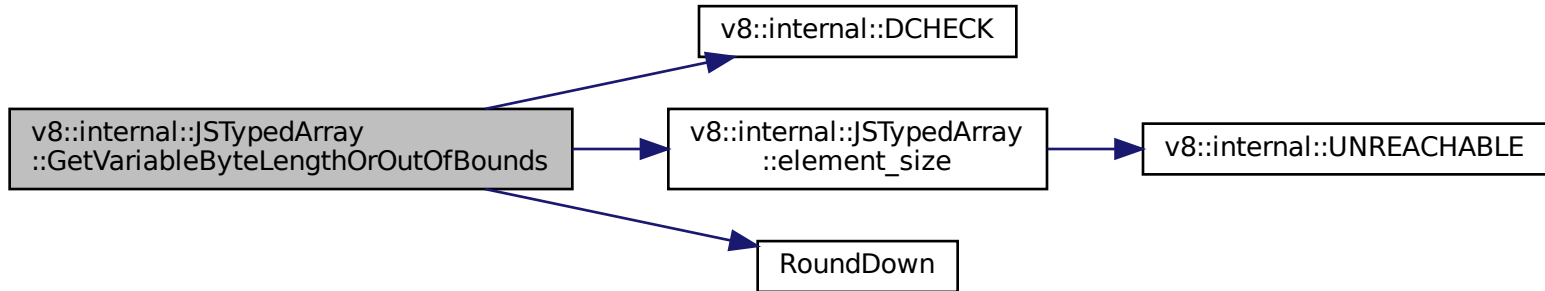 v8::internal::DCHECK
v8::internal::JSTypedArray
::GetVariableByteLengthOrOutOfBounds
v8::internal::JSTypedArray
::element_size
v8::internal::UNREACHABLE
RoundDown